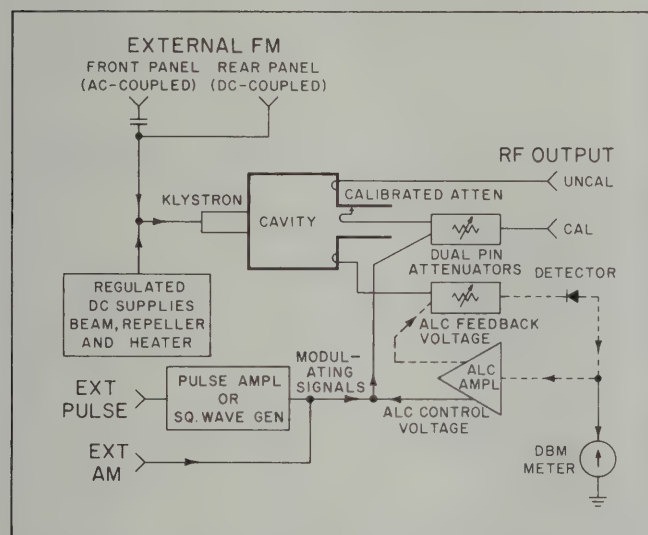 EXTERNAL FM
FRONT PANEL
(AC-COUPLED)
REAR PANEL
(DC-COUPLED)
RF OUTPUT
KLYSTRON
CAVITY
CALIBRATED ATTEN
UNCAL
CAL
DUAL PIN
ATTENUATORS
DETECTOR
REGULATED
DC SUPPLIES
BEAM, REPELLER
AND HEATER
ALC FEEDBACK
VOLTAGE
MODUL-
ATING
SIGNALS
ALC
AMPL
EXT
PULSE
PULSE AMPL
OR
SQ. WAVE GEN
ALC CONTROL
VOLTAGE
EXT
AM
DBM
METER